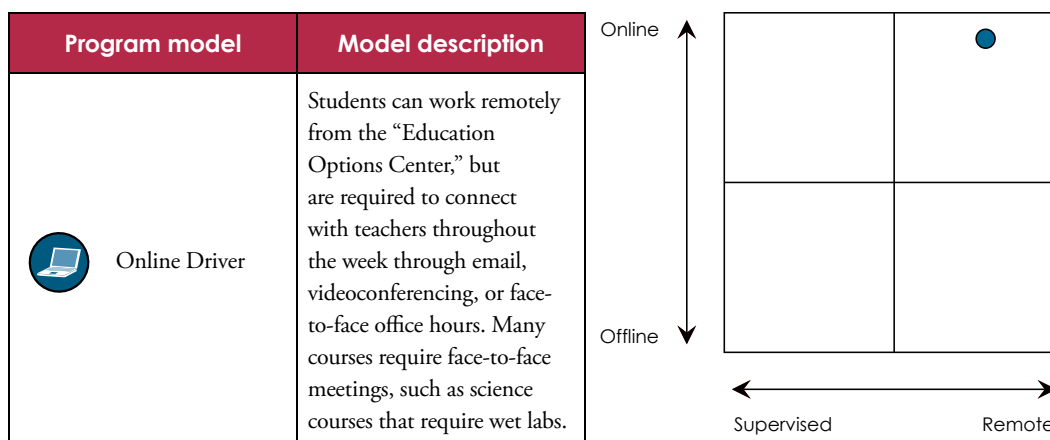 Program model
Model description
Online Driver
Students can work remotely
from the “Education
Options Center,” but
are required to connect
with teachers throughout
the week through email,
videoconferencing, or face-
to-face office hours. Many
courses require face-to-face
meetings, such as science
courses that require wet labs.
Online
Offline
Supervised
Remote